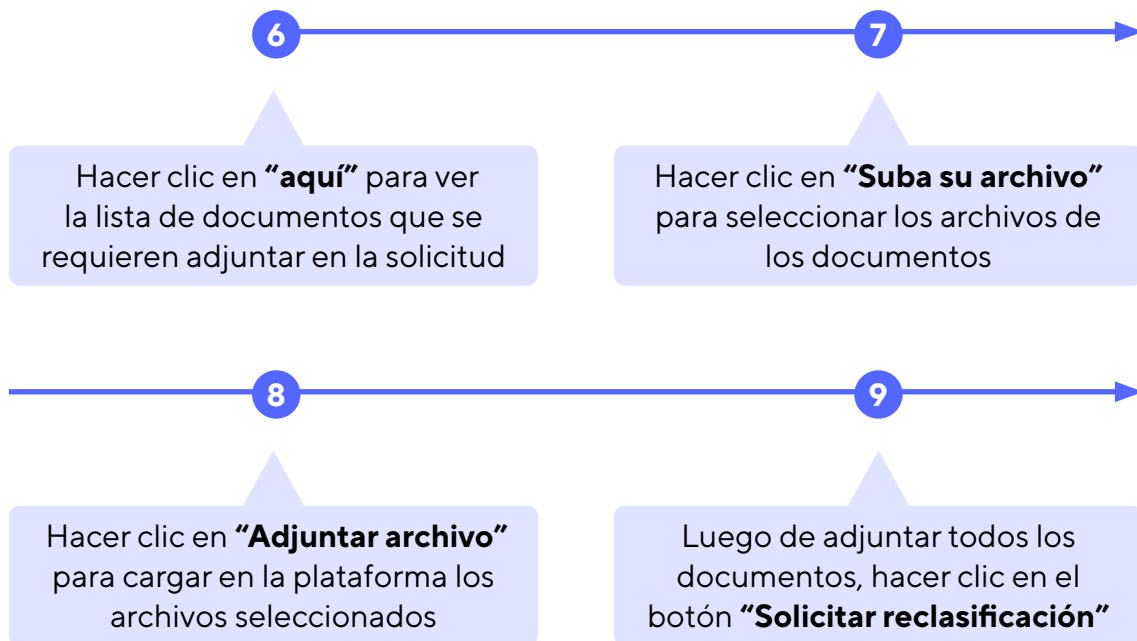 6
7
Hacer clic en “aquí” para ver
la lista de documentos que se
requieren adjuntar en la solicitud
Hacer clic en “Suba su archivo”
para seleccionar los archivos de
los documentos
8
9
Hacer clic en “Adjuntar archivo”
para cargar en la plataforma los
archivos seleccionados
Luego de adjuntar todos los
documentos, hacer clic en el
botón “Solicitar reclasificación”